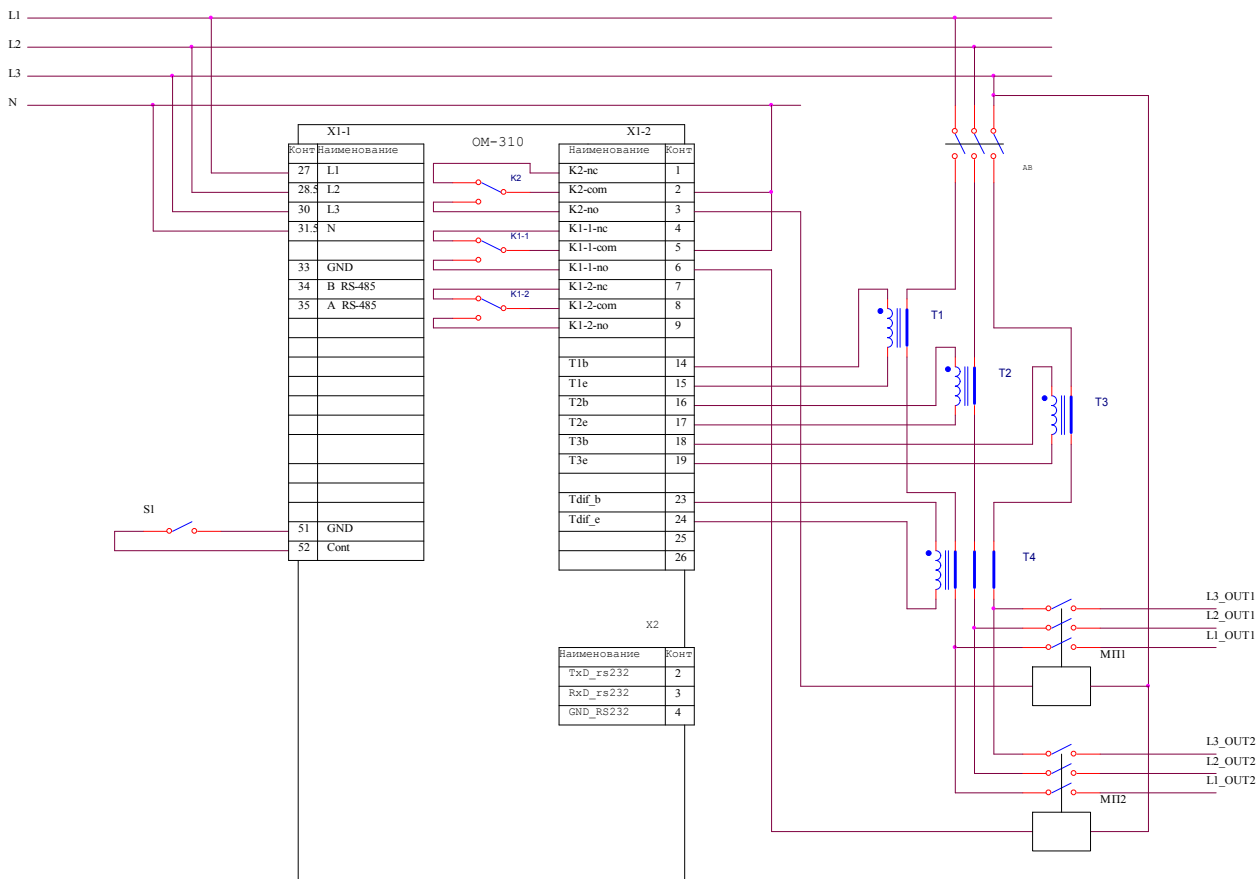 L1
L2
L3
N
X1-1
OM-310
X1-2
Конт Наименование
27 L1
28.5 L2
30 L3
31.5 N
33 GND
34 B RS-485
35 A RS-485
51 GND
52 Cont
S1
K2
K1-1
K1-2
Наименование Конт
K2-nc 1
K2-com 2
K2-no 3
K1-1-nc 4
K1-1-com 5
K1-1-no 6
K1-2-nc 7
K1-2-com 8
K1-2-no 9
T1b 14
T1e 15
T2b 16
T2e 17
T3b 18
T3e 19
Tdif_b 23
Tdif_e 24
25
26
X2
Наименование Конт
TxD_rs232 2
RxD_rs232 3
GND_RS232 4
АВ
T1
T2
T3
T4
L3_OUT1
L2_OUT1
L1_OUT1
МП1
L3_OUT2
L2_OUT2
L1_OUT2
МП2